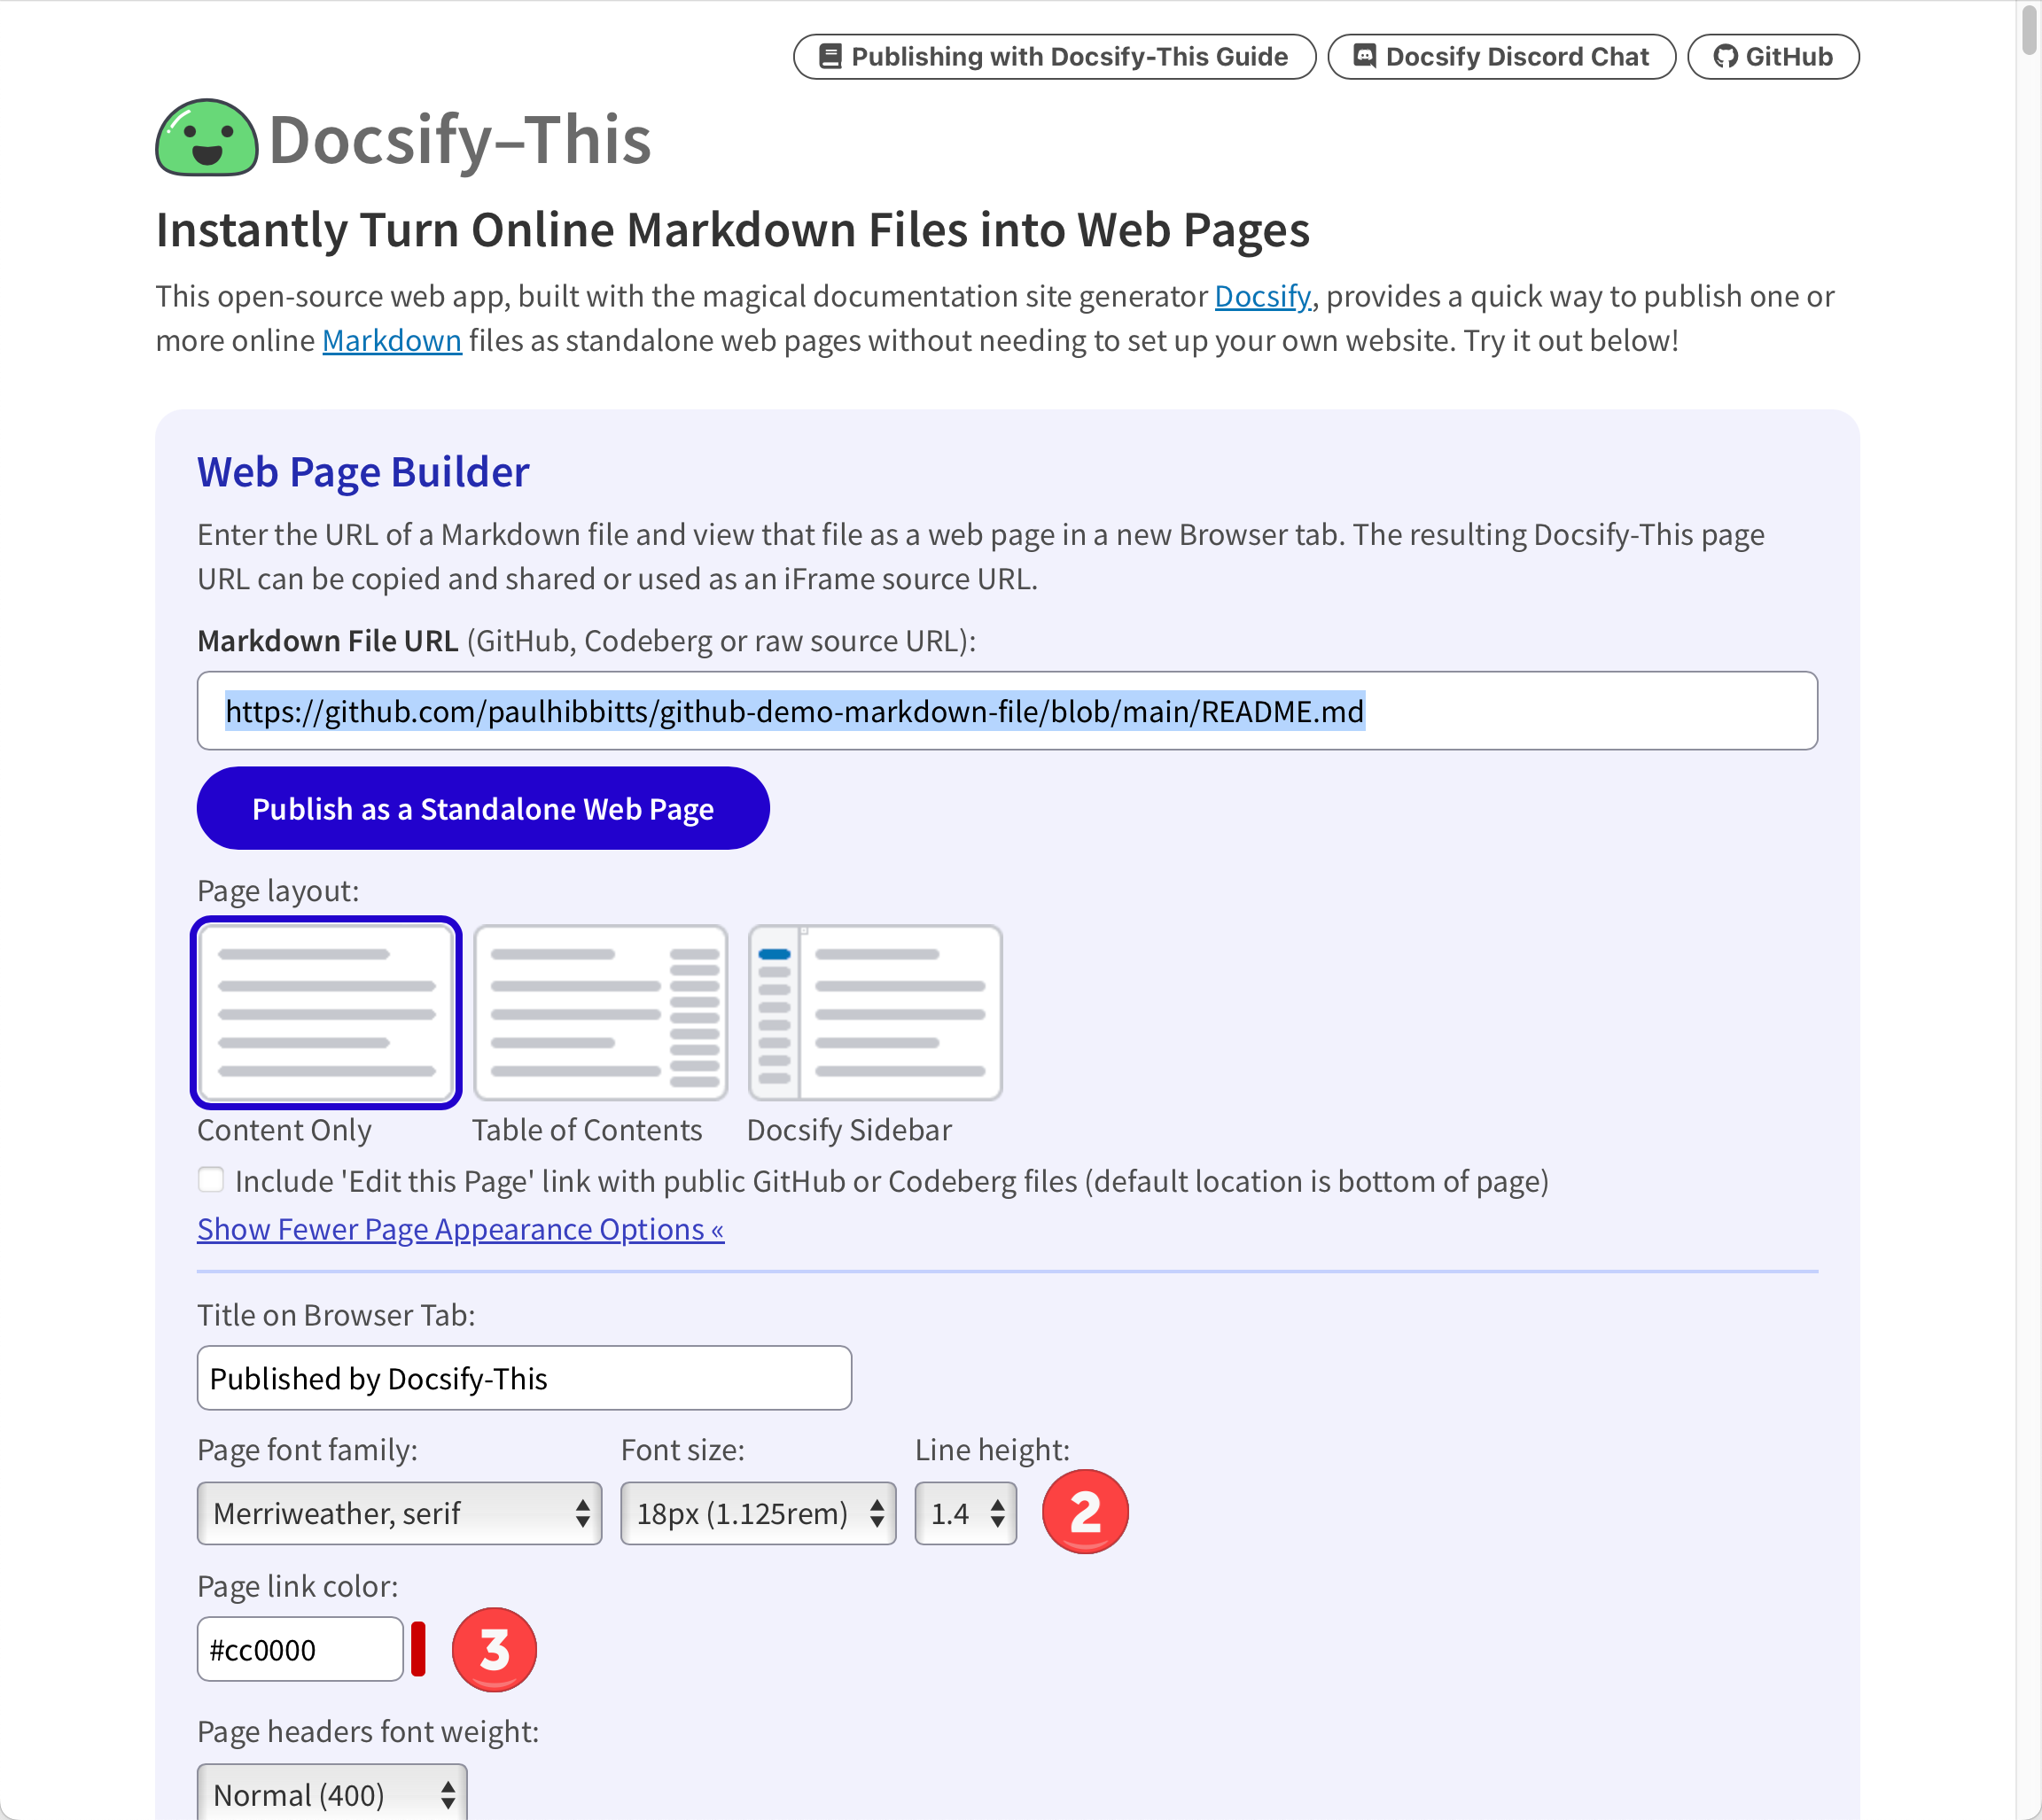 Publishing with Docsify-This Guide
Docsify Discord Chat
GitHub
Docsify–This
Instantly Turn Online Markdown Files into Web Pages
This open-source web app, built with the magical documentation site generator Docsify, provides a quick way to publish one or
more online Markdown files as standalone web pages without needing to set up your own website. Try it out below!
Web Page Builder
Enter the URL of a Markdown file and view that file as a web page in a new Browser tab. The resulting Docsify-This page
URL can be copied and shared or used as an iFrame source URL.
Markdown File URL (GitHub, Codeberg or raw source URL):
https://github.com/paulhibbitts/github-demo-markdown-file/blob/main/README.md
Publish as a Standalone Web Page
Page layout:
Content Only
Table of Contents
Docsify Sidebar
Include 'Edit this Page' link with public GitHub or Codeberg files (default location is bottom of page)
Show Fewer Page Appearance Options «
Title on Browser Tab:
Published by Docsify-This
Page font family:
Font size:
Line height:
Merriweather, serif
18px (1.125rem)
1.4
2
Page link color:
#cc0000
3
Page headers font weight:
Normal (400)